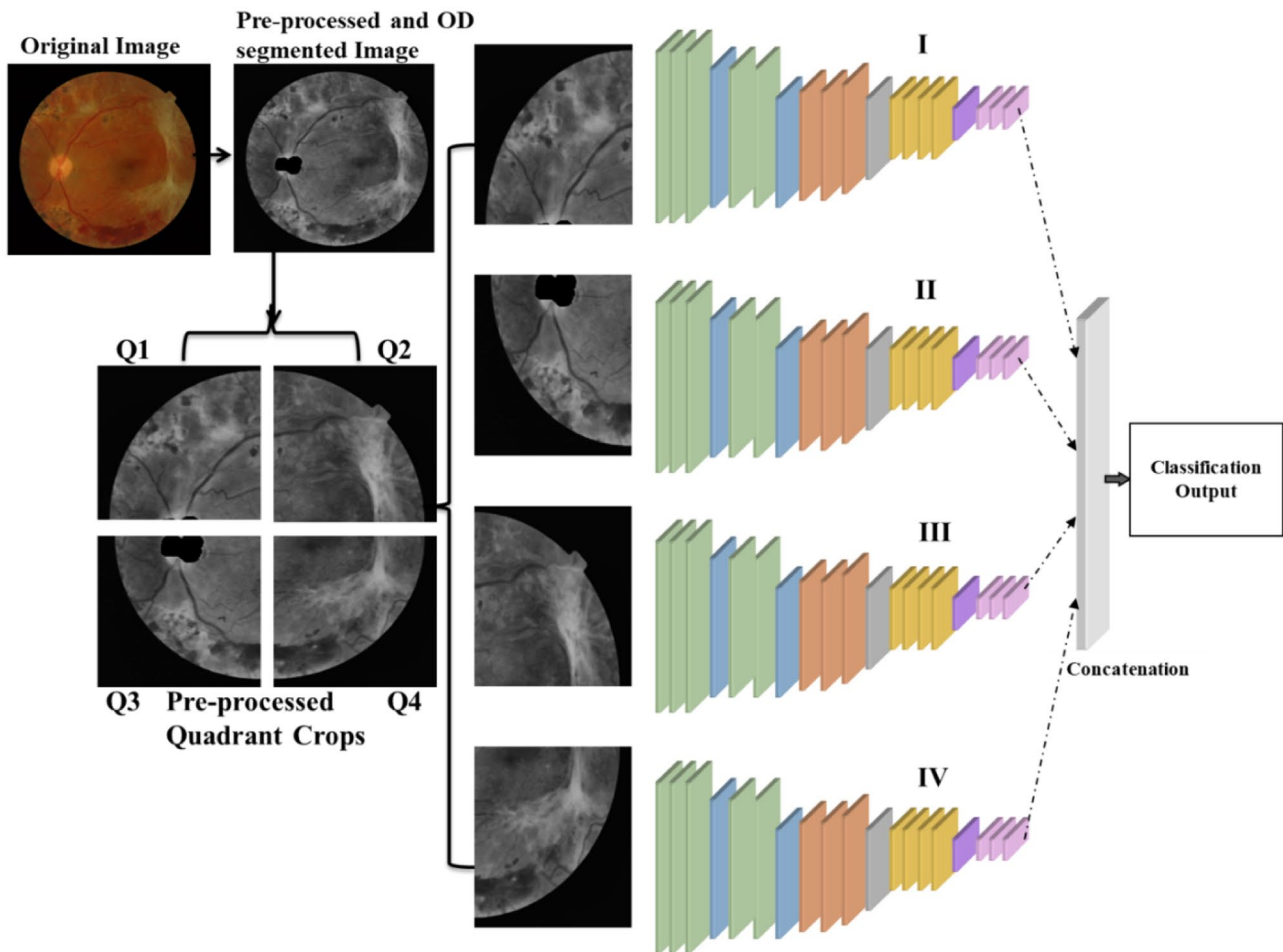 Original Image
Pre-processed and OD
segmented Image
I
II
Q1
Q2
III
Classification
Output
Concatenation
Q3
Pre-processed
Quadrant Crops
Q4
IV